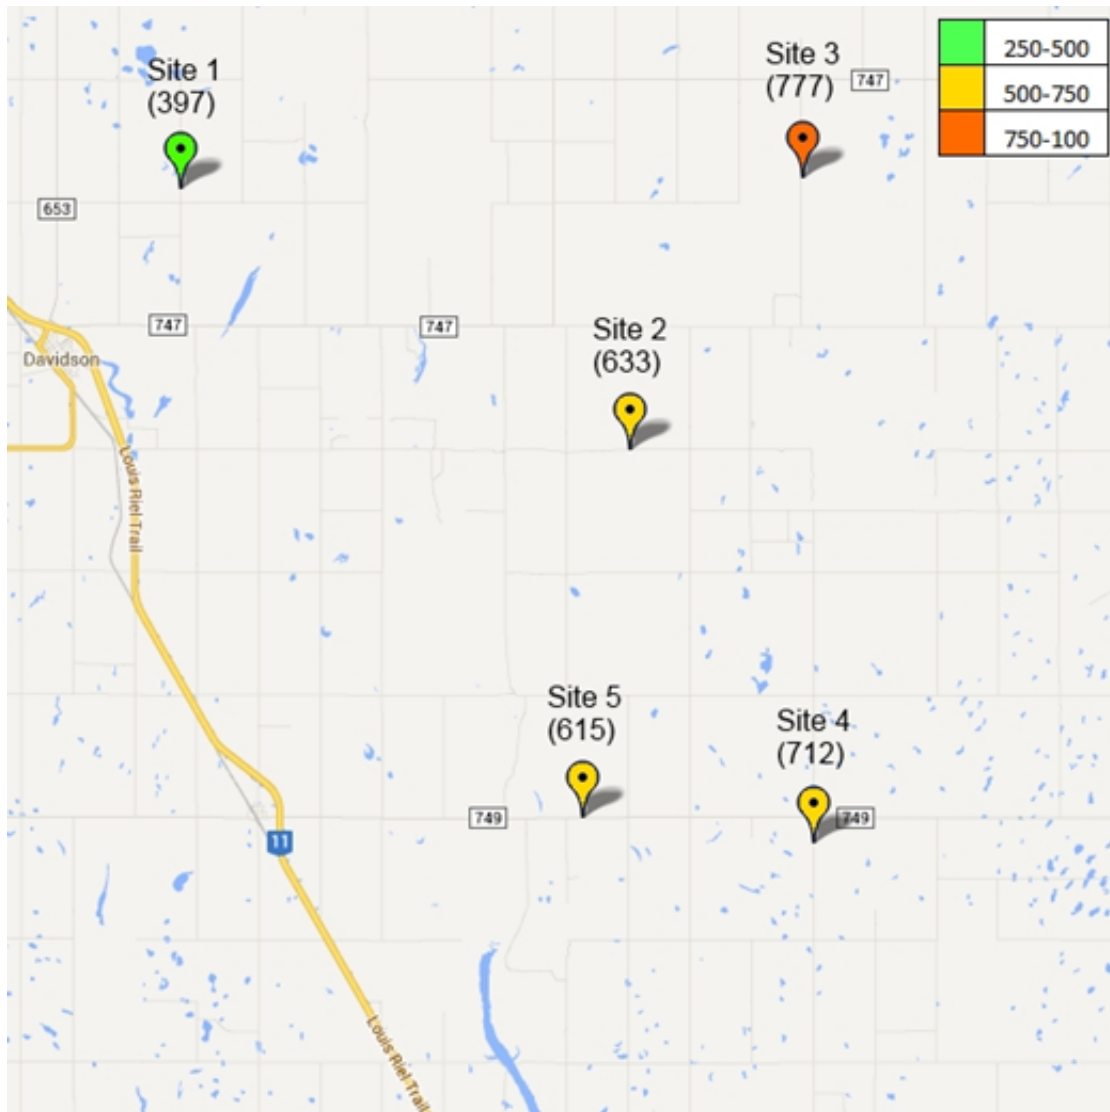 Site 1
(397)
Site 3
(777)
747
250-500
500-750
750-100
653
747
747
Site 2
(633)
Davidson
Louis Riel Trail
Site 5
(615)
Site 4
(712)
749
749
11
Louis Riel Trail